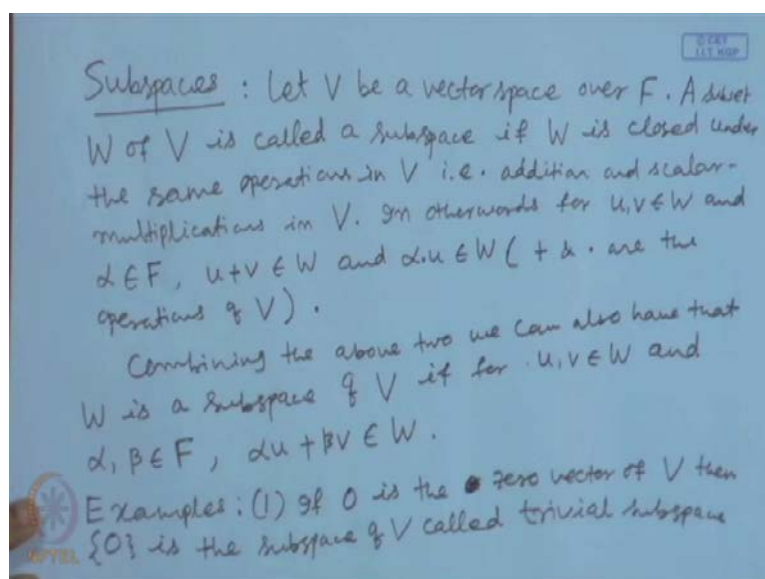 © CET
I.I.T. KGP
Subspaces : Let V be a vector space over F. A subset
W of V is called a subspace if W is closed under
the same operations in V i.e. addition and scalar-
multiplications in V. In otherwords for u, v ∈ W and
α ∈ F, u+v ∈ W and α.u ∈ W ( + & . are the
operations of V ) .
Combining the above two we can also have that
W is a subspace of V if for u, v ∈ W and
α, β ∈ F, αu + βv ∈ W.
Examples: (1) If 0 is the zero vector of V then
{0} is the subspace of V called trivial subspace
NPTEL